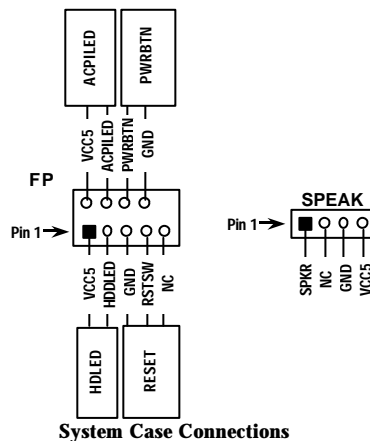 ACPILED
PWRBTN
VCC5
ACPILED
PWRBTN
GND
FP
Pin 1
VCC5
HDDLED
GND
RSTSW
NC
HDLED
RESET
SPEAK
Pin 1
SPKR
NC
GND
VCC5
System Case Connections